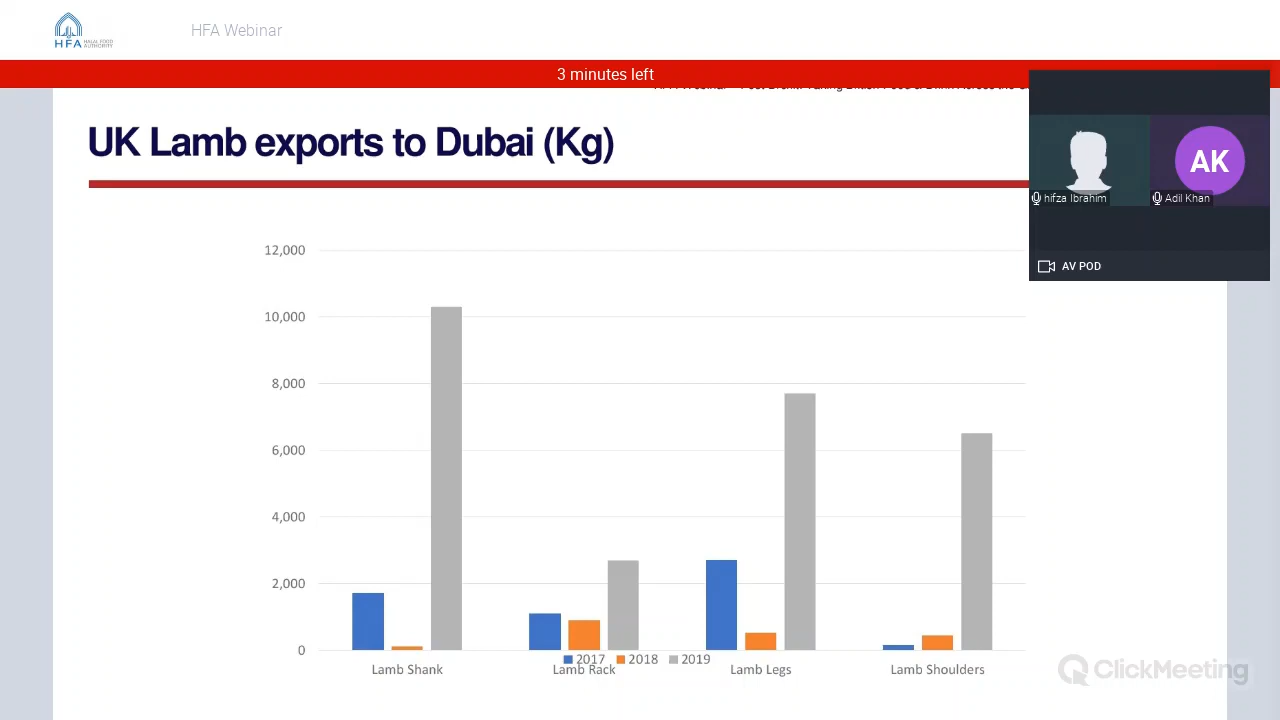 HFA HALAL FOOD AUTHORITY
HFA Webinar
3 minutes left
UK Lamb exports to Dubai (Kg)
AK
hifza Ibrahim
Adil Khan
AV POD
12,000
10,000
8,000
6,000
4,000
2,000
0
2017 2018 2019
Lamb Shank Lamb Rack Lamb Legs Lamb Shoulders
ClickMeeting